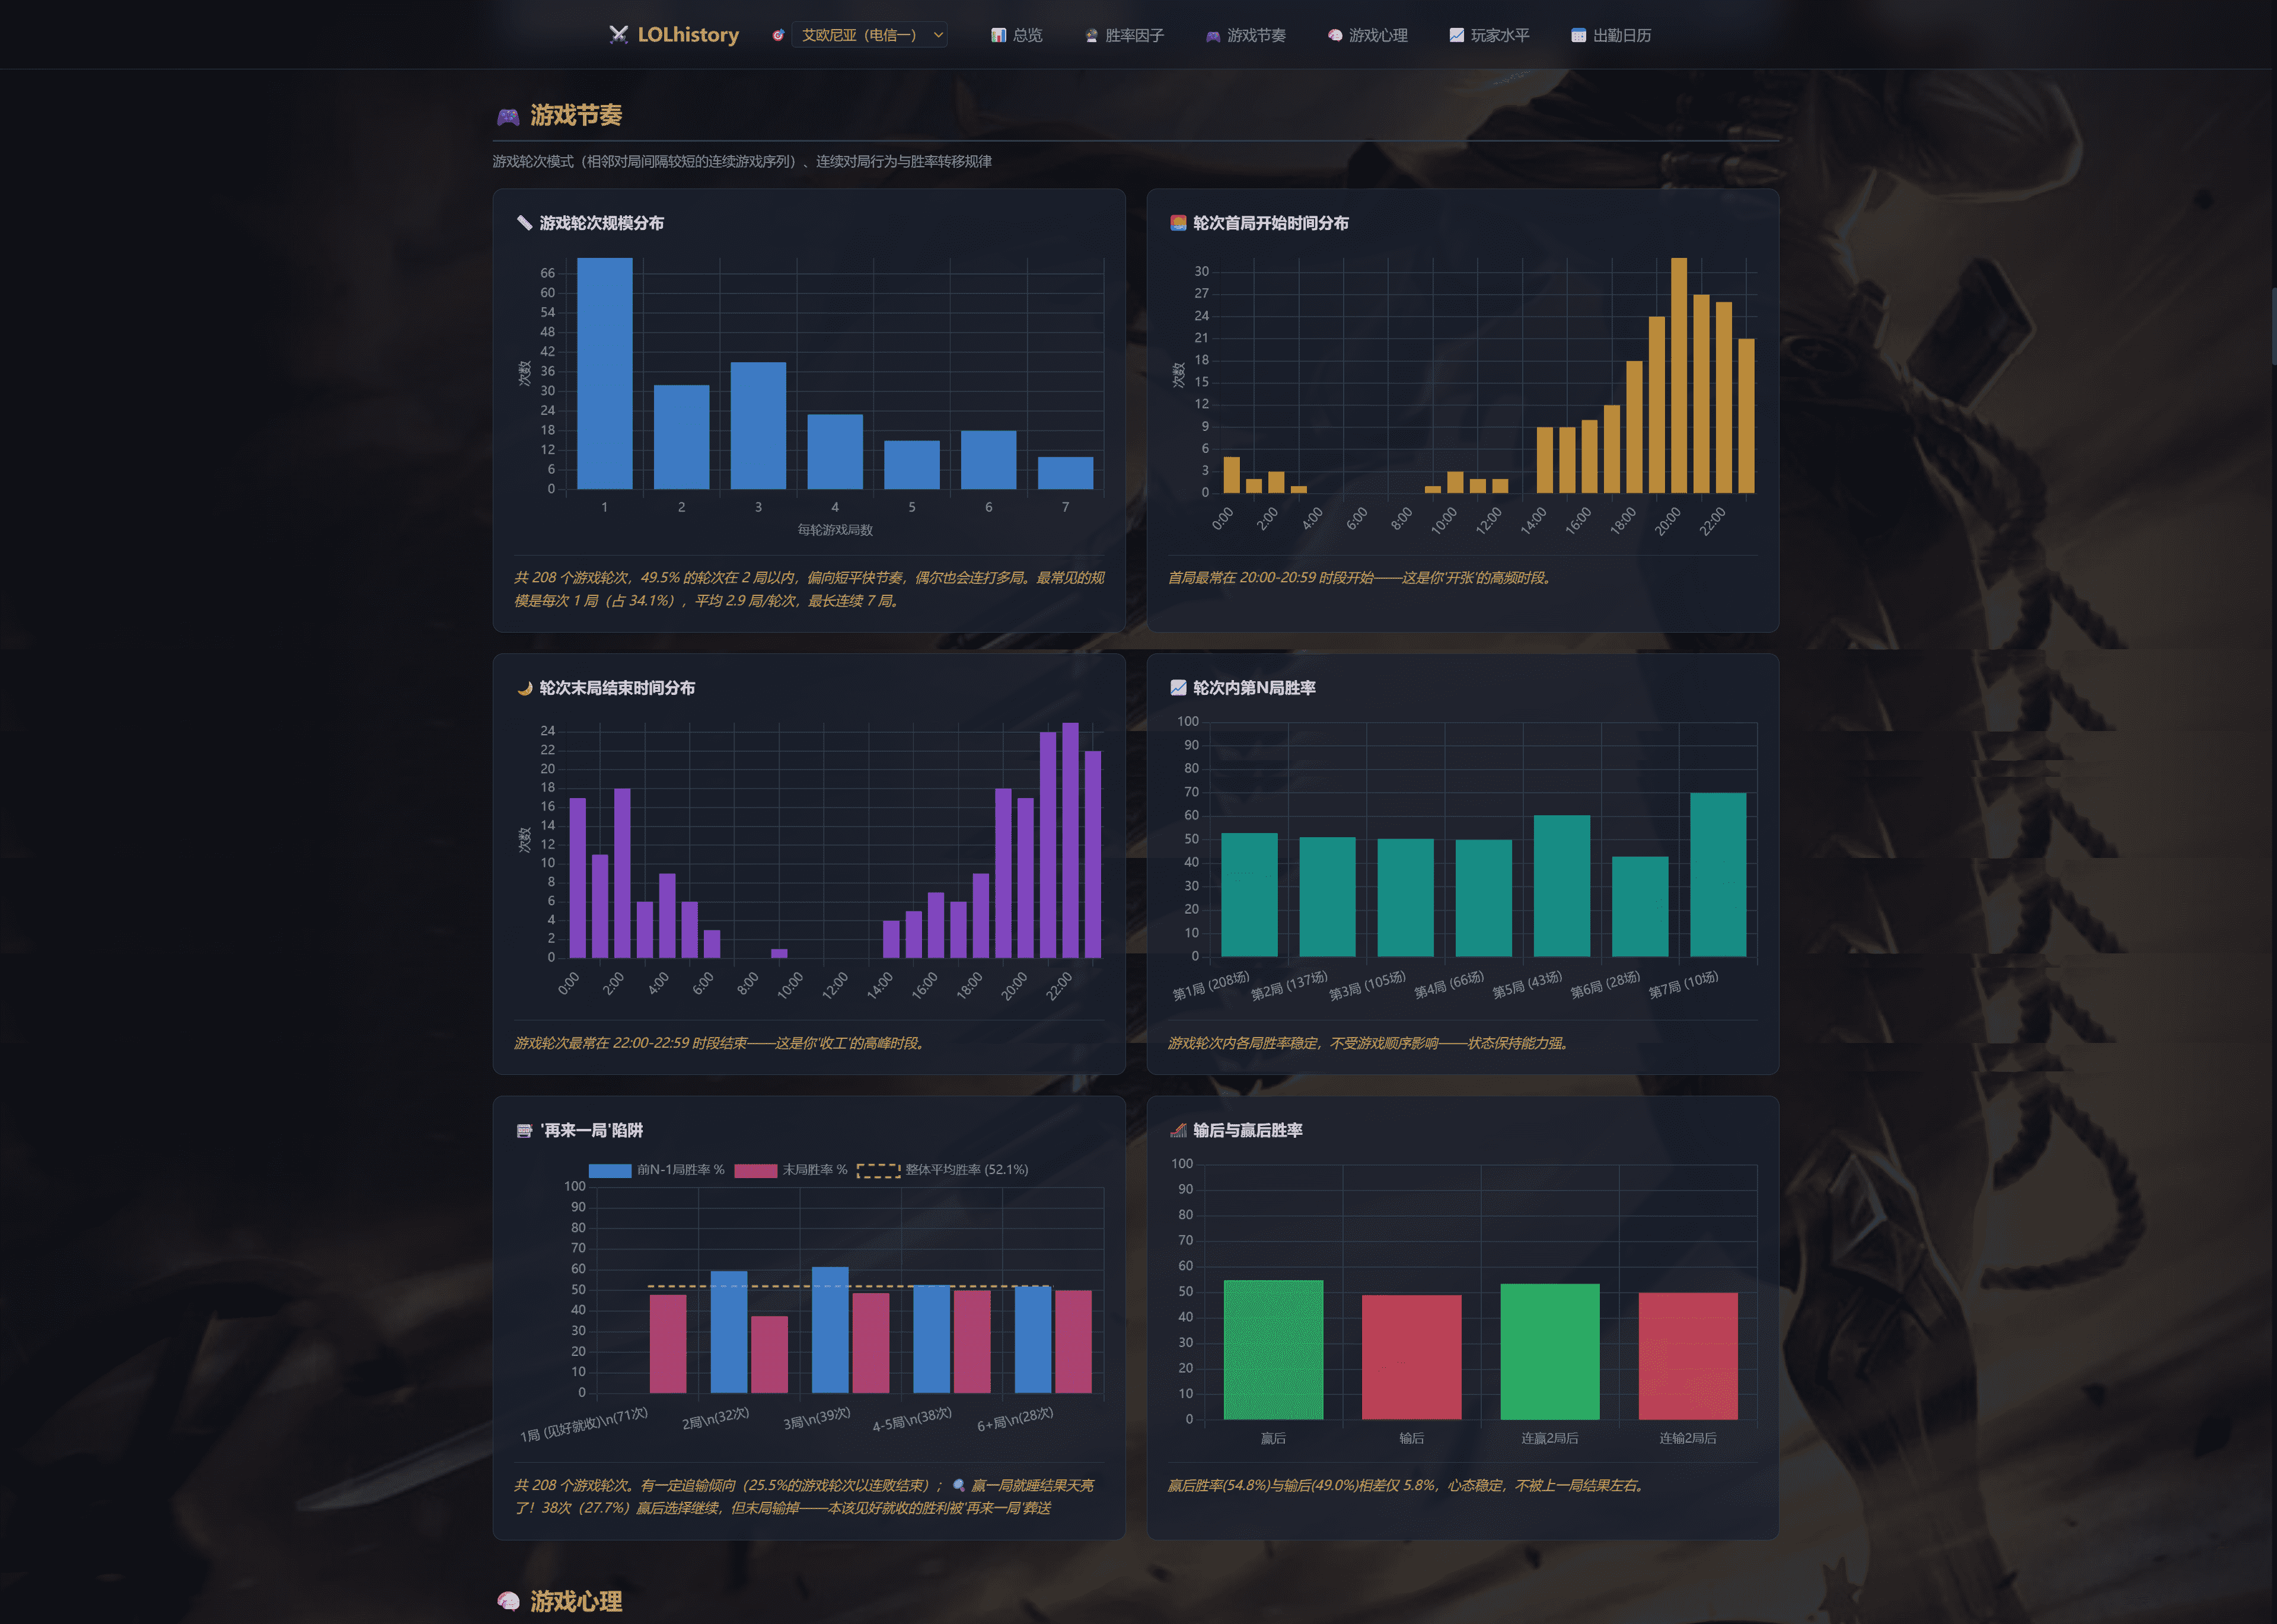 LOLhistory
艾欧尼亚（电信一）
总览
胜率因子
游戏节奏
游戏心理
玩家水平
出勤日历
游戏节奏
游戏轮次模式（相邻对局间隔较短的连续游戏序列）、连续对局行为与胜率转移规律
游戏轮次规模分布
66
60
54
48
42
36
30
24
18
12
6
0
次数
1 2 3 4 5 6 7
每轮游戏局数
共 208 个游戏轮次，49.5% 的轮次在 2 局以内，偏向短平快节奏，偶尔也会连打多局。最常见的规
模是每次 1 局（占 34.1%），平均 2.9 局/轮次，最长连续 7 局。
轮次首局开始时间分布
30
27
24
21
18
15
12
9
6
3
0
次数
0:00 2:00 4:00 6:00 8:00 10:00 12:00 14:00 16:00 18:00 20:00 22:00
首局最常在 20:00-20:59 时段开始——这是你'开张'的高频时段。
轮次末局结束时间分布
24
22
20
18
16
14
12
10
8
6
4
2
0
次数
0:00 2:00 4:00 6:00 8:00 10:00 12:00 14:00 16:00 18:00 20:00 22:00
游戏轮次最常在 22:00-22:59 时段结束——这是你'收工'的高峰时段。
轮次内第N局胜率
100
90
80
70
60
50
40
30
20
10
0
第1局 (208场) 第2局 (137场) 第3局 (105场) 第4局 (66场) 第5局 (43场) 第6局 (28场) 第7局 (10场)
游戏轮次内各局胜率稳定，不受游戏顺序影响——状态保持能力强。
'再来一局'陷阱
前N-1局胜率 % 末局胜率 % 整体平均胜率 (52.1%)
100
90
80
70
60
50
40
30
20
10
0
1局 (见好就收)\n(71次) 2局\n(32次) 3局\n(39次) 4-5局\n(38次) 6+局\n(28次)
共 208 个游戏轮次。有一定追输倾向（25.5%的游戏轮次以连败结束）； 赢一局就睡结果天亮
了！38次（27.7%）赢后选择继续，但末局输掉——本该见好就收的胜利被'再来一局'葬送
输后与赢后胜率
100
90
80
70
60
50
40
30
20
10
0
赢后 输后 连赢2局后 连输2局后
赢后胜率(54.8%)与输后(49.0%)相差仅 5.8%，心态稳定，不被上一局结果左右。
游戏心理